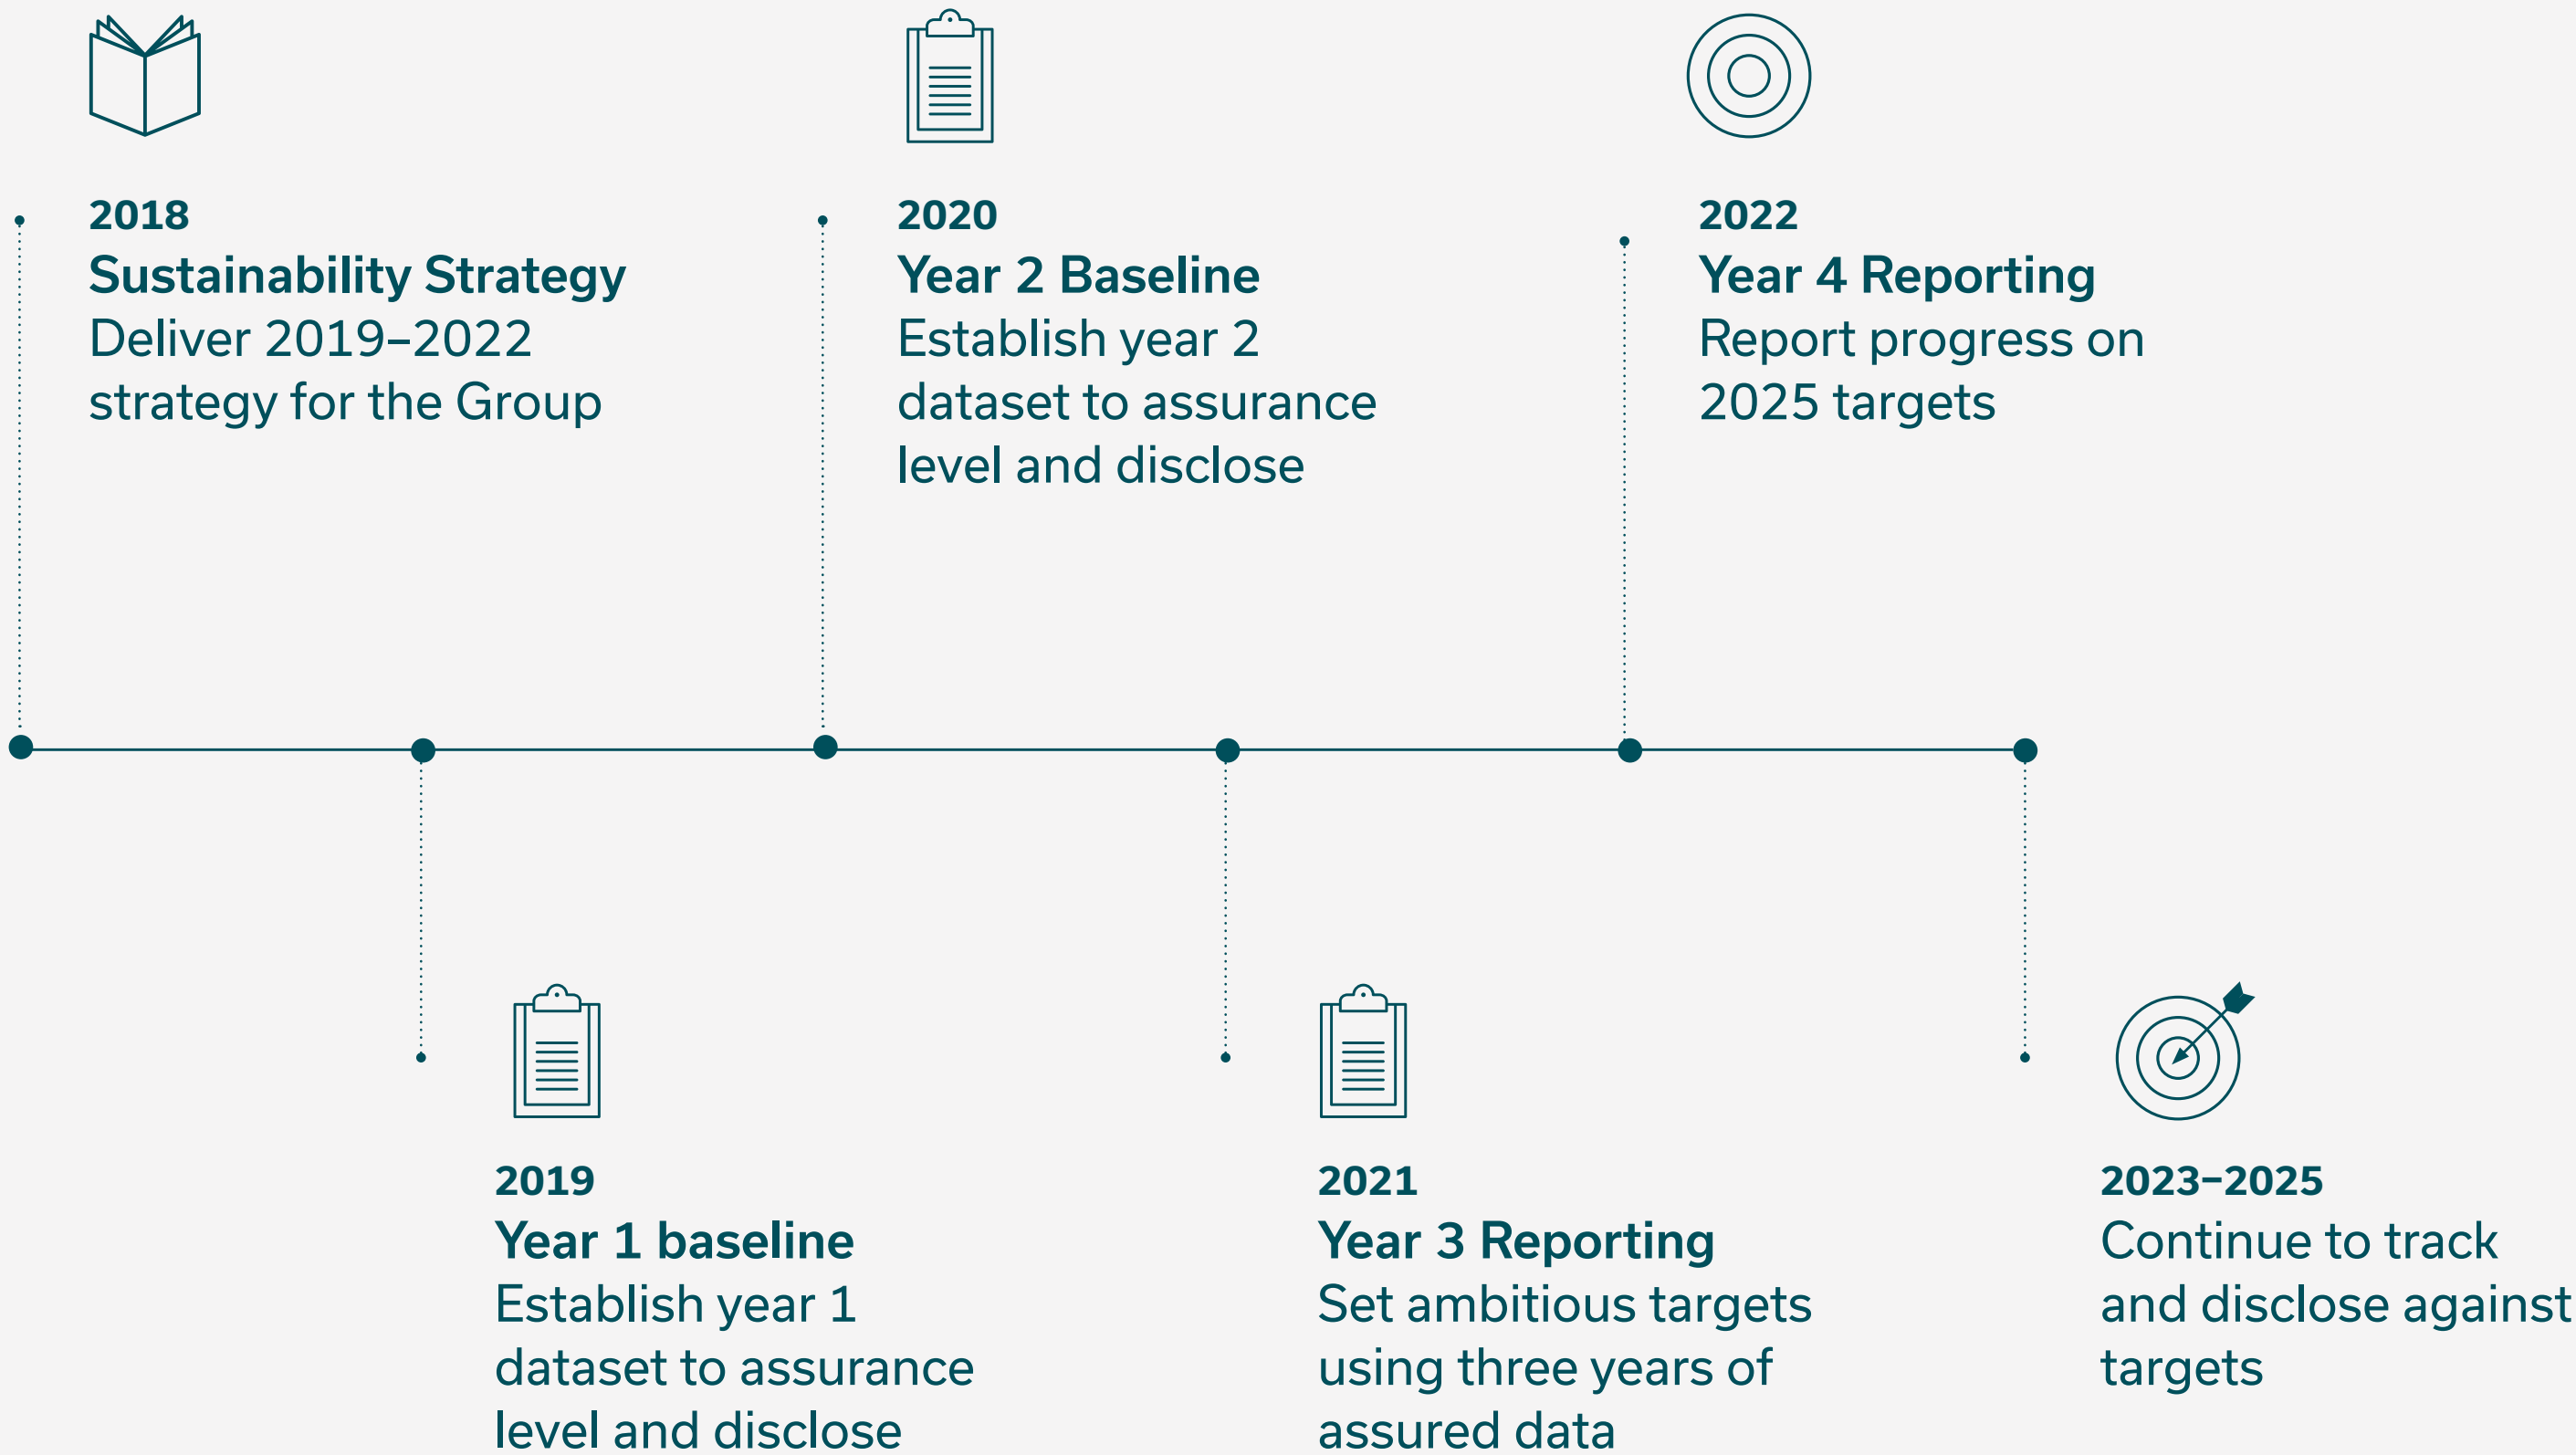 2018
Sustainability Strategy
Deliver 2019–2022
strategy for the Group
2020
Year 2 Baseline
Establish year 2
dataset to assurance
level and disclose
2022
Year 4 Reporting
Report progress on
2025 targets
2019
Year 1 baseline
Establish year 1
dataset to assurance
level and disclose
2021
Year 3 Reporting
Set ambitious targets
using three years of
assured data
2023–2025
Continue to track
and disclose against
targets